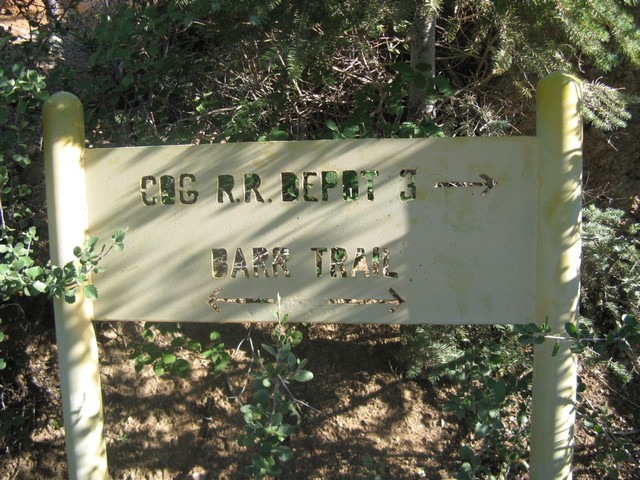 COG R.R. DEPOT 3 →
BARR TRAIL
← →